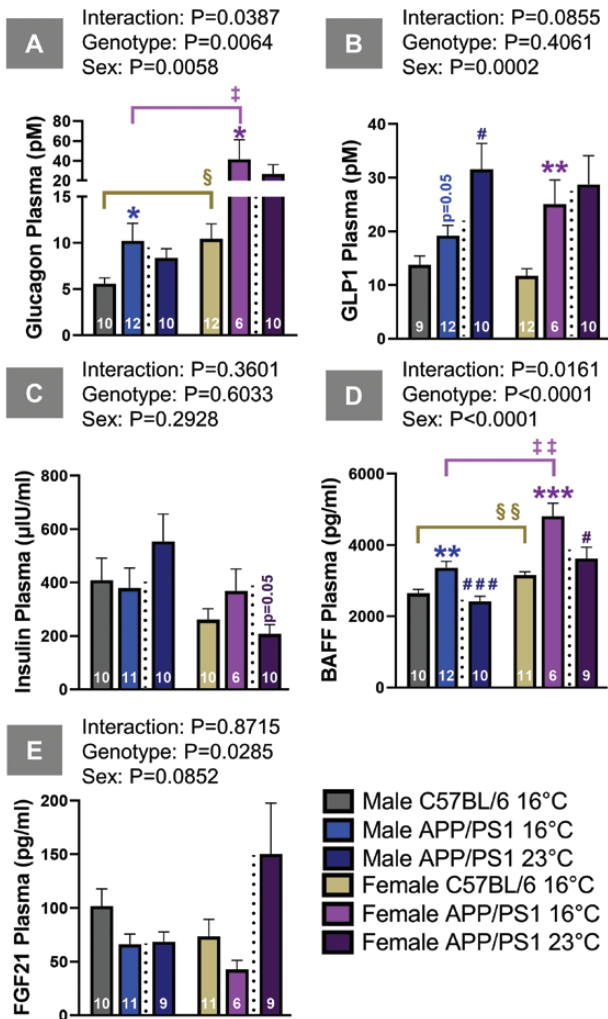 A
Interaction: P=0.0387
Genotype: P=0.0064
Sex: P=0.0058
Glucagon Plasma (pM)
80
60
40
20
10
5
0
‡
§
*
*
10
12
10
12
6
10
B
Interaction: P=0.0855
Genotype: P=0.4061
Sex: P=0.0002
GLP1 Plasma (pM)
40
30
20
10
0
p=0.05
#
**
9
12
10
12
6
10
C
Interaction: P=0.3601
Genotype: P=0.6033
Sex: P=0.2928
Insulin Plasma (µIU/ml)
800
600
400
200
0
p=0.05
10
11
10
10
6
10
D
Interaction: P=0.0161
Genotype: P<0.0001
Sex: P<0.0001
BAFF Plasma (pg/ml)
6000
4000
2000
0
‡ ‡
§ §
**
###
***
#
10
12
10
11
6
9
E
Interaction: P=0.8715
Genotype: P=0.0285
Sex: P=0.0852
FGF21 Plasma (pg/ml)
200
150
100
50
0
10
11
9
11
6
9
Male C57BL/6 16°C
Male APP/PS1 16°C
Male APP/PS1 23°C
Female C57BL/6 16°C
Female APP/PS1 16°C
Female APP/PS1 23°C